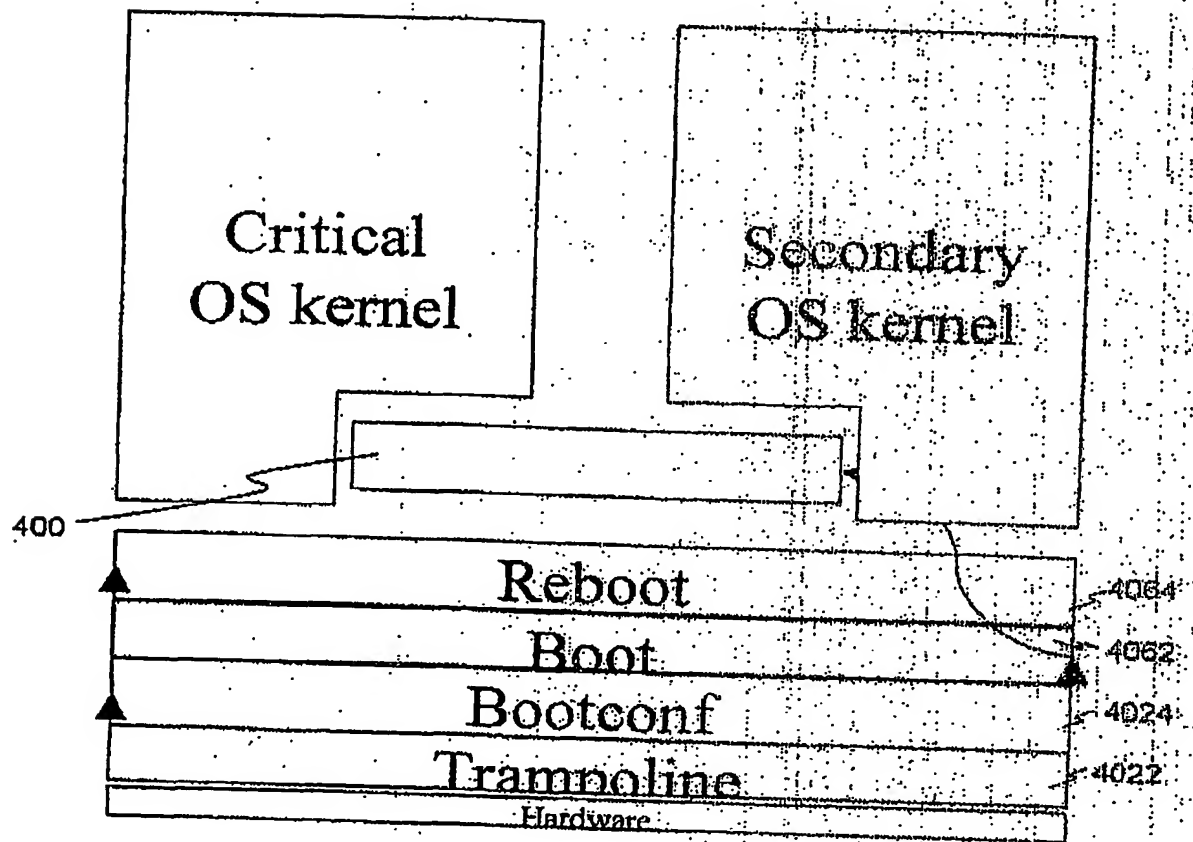 Critical
OS kernel
Secondary
OS kernel
400
Reboot
4064
Boot
4062
Bootconf
4024
Trampoline
4022
Hardware